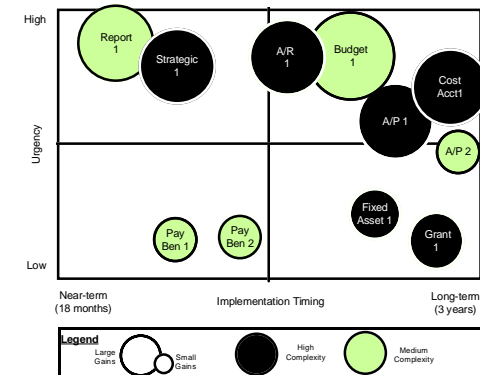 High
Report
1
Strategic
1
A/R
1
Budget
1
Cost
Acct1
A/P 1
A/P 2
Urgency
Pay
Ben 1
Pay
Ben 2
Fixed
Asset 1
Grant
1
Low
Near-term
(18 months)
Implementation Timing
Long-term
(3 years)
Legend
Large
Gains
Small
Gains
High
Complexity
Medium
Complexity